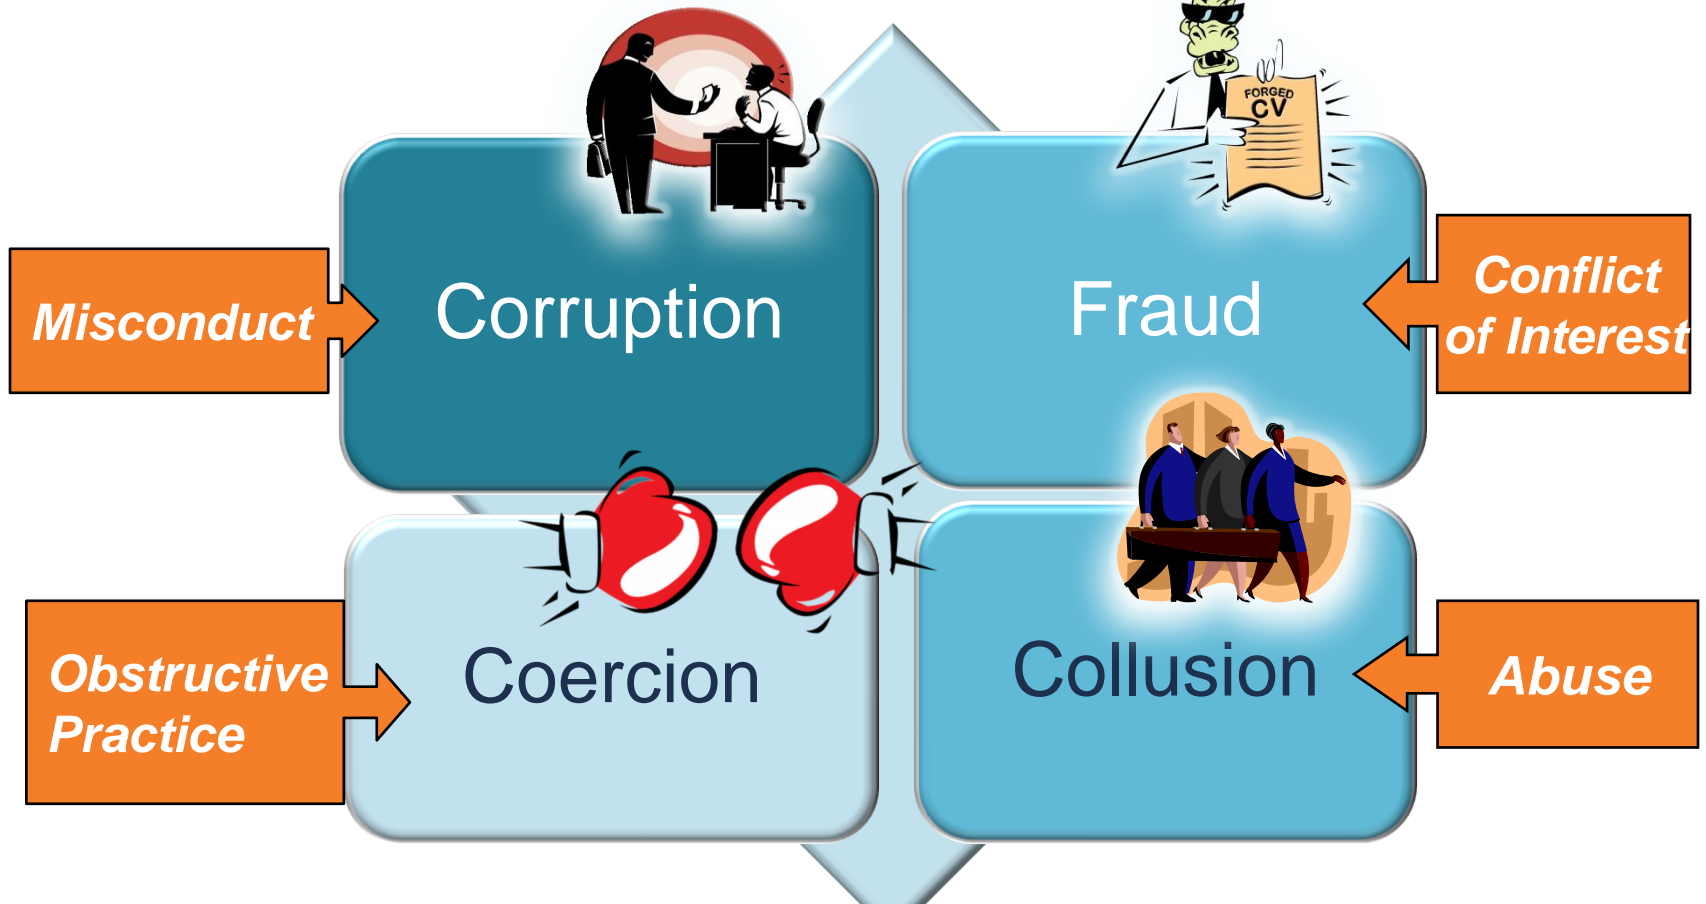 FORGED
CV
Corruption
Fraud
Misconduct
Conflict
of Interest
Coercion
Collusion
Obstructive
Practice
Abuse